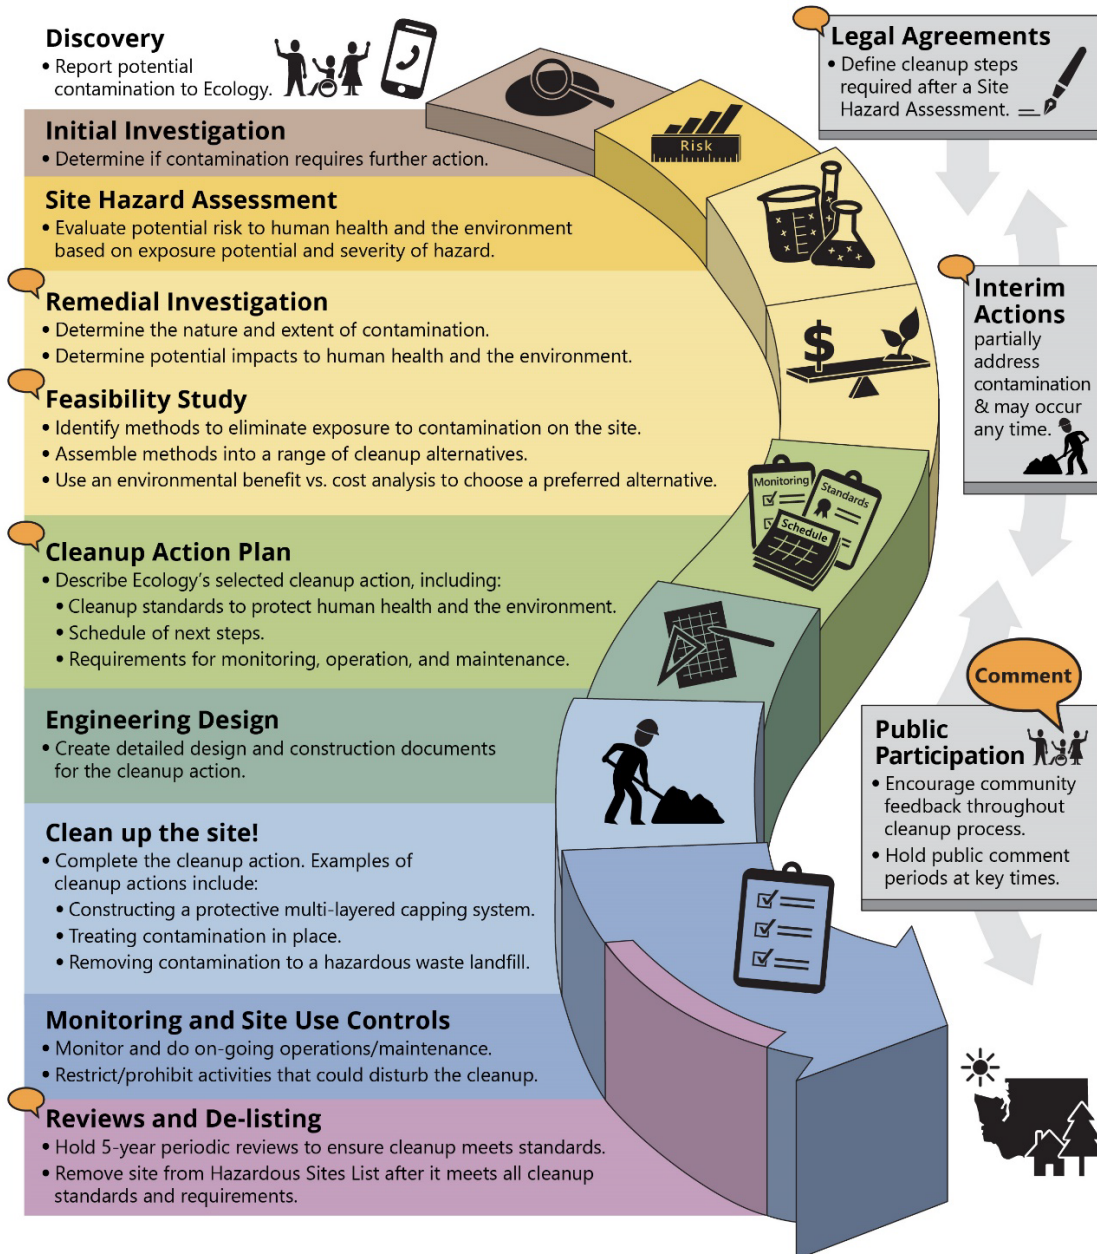 Discovery
• Report potential
contamination to Ecology.
Initial Investigation
• Determine if contamination requires further action.
Site Hazard Assessment
• Evaluate potential risk to human health and the environment
based on exposure potential and severity of hazard.
Remedial Investigation
• Determine the nature and extent of contamination.
• Determine potential impacts to human health and the environment.
Feasibility Study
• Identify methods to eliminate exposure to contamination on the site.
• Assemble methods into a range of cleanup alternatives.
• Use an environmental benefit vs. cost analysis to choose a preferred alternative.
Cleanup Action Plan
• Describe Ecology's selected cleanup action, including:
• Cleanup standards to protect human health and the environment.
• Schedule of next steps.
• Requirements for monitoring, operation, and maintenance.
Engineering Design
• Create detailed design and construction documents
for the cleanup action.
Clean up the site!
• Complete the cleanup action. Examples of
cleanup actions include:
• Constructing a protective multi-layered capping system.
• Treating contamination in place.
• Removing contamination to a hazardous waste landfill.
Monitoring and Site Use Controls
• Monitor and do on-going operations/maintenance.
• Restrict/prohibit activities that could disturb the cleanup.
Reviews and De-listing
• Hold 5-year periodic reviews to ensure cleanup meets standards.
• Remove site from Hazardous Sites List after it meets all cleanup
standards and requirements.
Risk
$
Monitoring
Standards
Schedule
Legal Agreements
• Define cleanup steps
required after a Site
Hazard Assessment.
Interim
Actions
partially
address
contamination
& may occur
any time.
Comment
Public
Participation
• Encourage community
feedback throughout
cleanup process.
• Hold public comment
periods at key times.